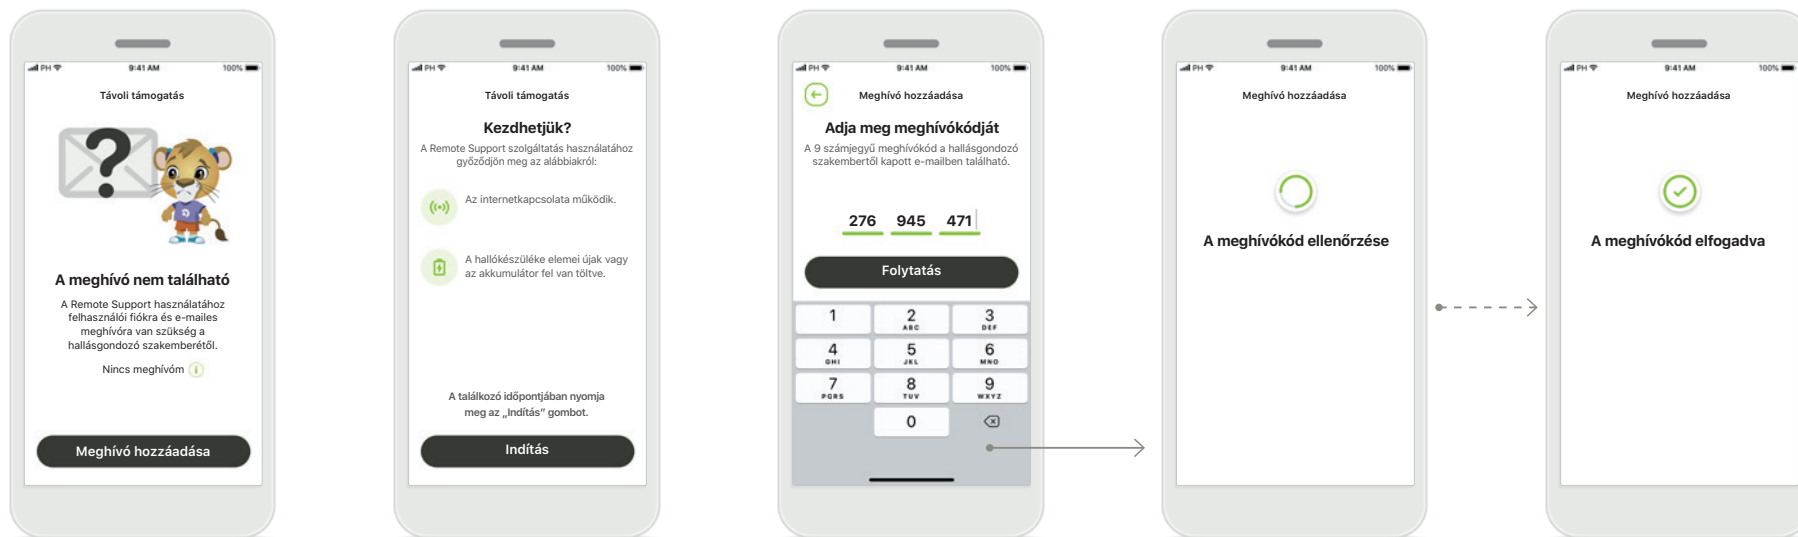 PH 9:41 AM 100%
Távoli támogatás
A meghívó nem található
A Remote Support használatához
felhasználói fiókra és e-mailes
meghívóra van szükség a
hallásgondozó szakemberétől.
Nincs meghívóm
Meghívó hozzáadása
PH 9:41 AM 100%
Távoli támogatás
Kezdhetjük?
A Remote Support szolgáltatás használatához
győződjön meg az alábbiakról:
Az internetkapcsolata működik.
A hallókészüléke elemei újak vagy
az akkumulátor fel van töltve.
A találkozó időpontjában nyomja
meg az „Indítás“ gombot.
Indítás
PH 9:41 AM 100%
Meghívó hozzáadása
Adja meg meghívókódját
A 9 számjegyű meghívókód a hallásgondozó
szakembertől kapott e-mailben található.
276 945 471
Folytatás
1 2 3
ABC DEF
4 5 6
GHI JKL MNO
7 8 9
PQRS TUV WXYZ
0
PH 9:41 AM 100%
Meghívó hozzáadása
A meghívókód ellenőrzése
PH 9:41 AM 100%
Meghívó hozzáadása
A meghívókód elfogadva